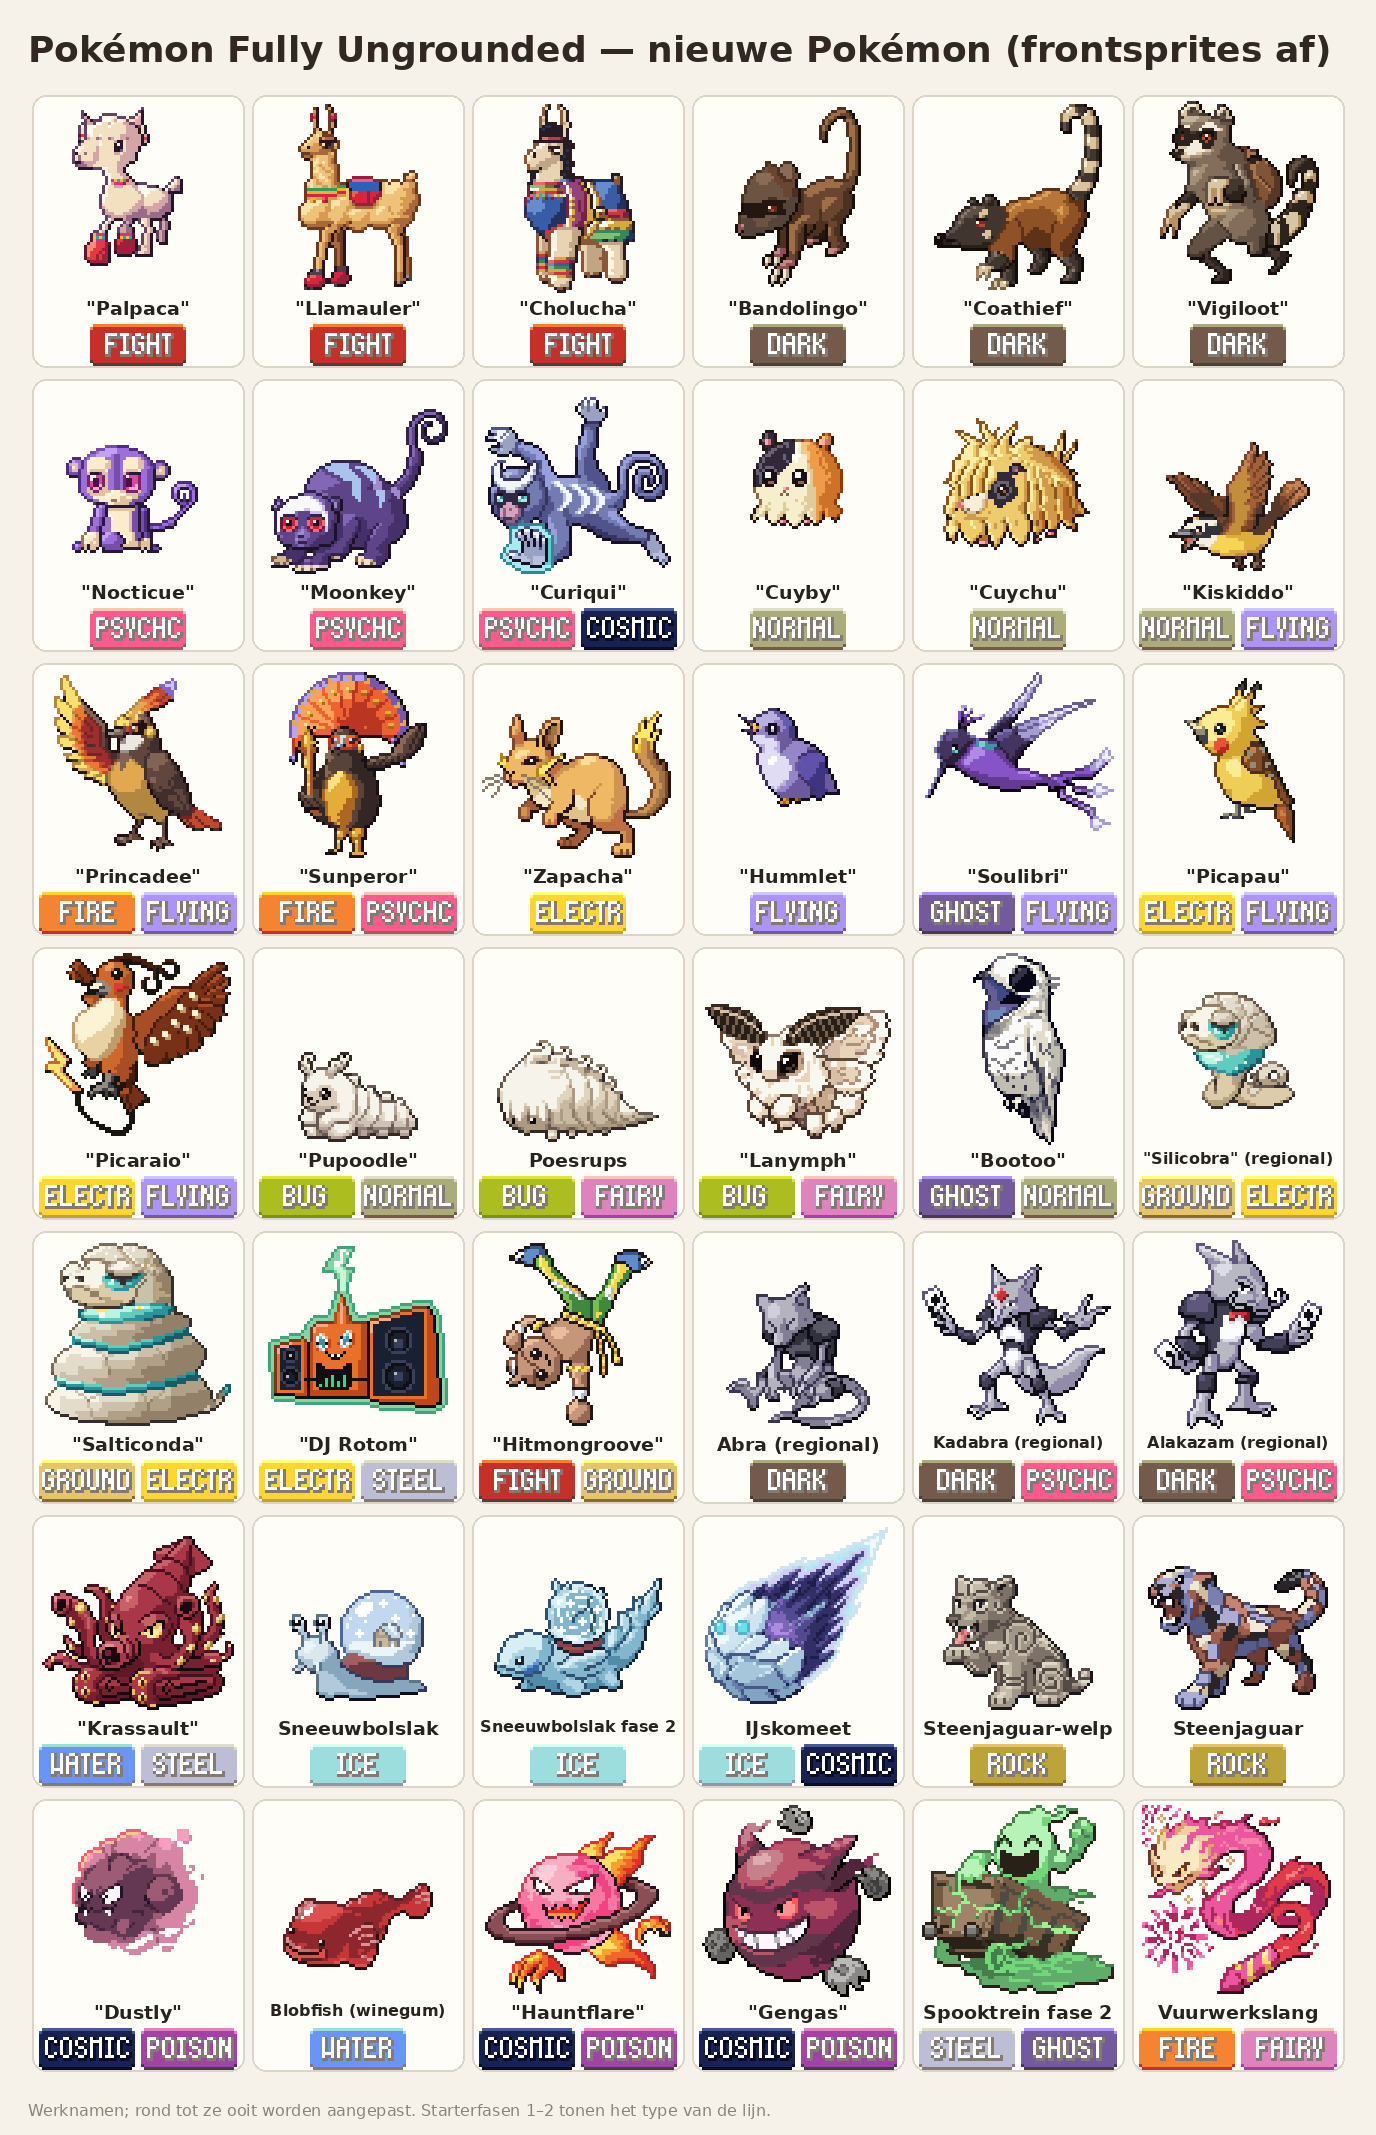 Pokémon Fully Ungrounded — nieuwe Pokémon (frontsprites af)
"Palpaca" "Llamauler" "Cholucha" "Bandolingo" "Coathief" "Vigiloot"
FIGHT FIGHT FIGHT DARK DARK DARK
"Nocticue" "Moonkey" "Curiqui" "Cuyby" "Cuychu" "Kiskiddo"
PSYCHC PSYCHC PSYCHC COSMIC NORMAL NORMAL NORMAL FLYING
"Princadee" "Sunperor" "Zapacha" "Hummlet" "Soulibri" "Picapau"
FIRE FLYING FIRE PSYCHC ELECTR FLYING GHOST FLYING ELECTR FLYING
"Picaraio" "Pupoodle" Poesrups "Lanymph" "Bootoo" "Silicobra" (regional)
ELECTR FLYING BUG NORMAL BUG FAIRY BUG FAIRY GHOST NORMAL GROUND ELECTR
"Salticonda" "DJ Rotom" "Hitmongroove" Abra (regional) Kadabra (regional) Alakazam (regional)
GROUND ELECTR ELECTR STEEL FIGHT GROUND DARK DARK PSYCHC DARK PSYCHC
"Krassault" Sneeuwbolslak Sneeuwbolslak fase 2 IJskomeet Steenjaguar-welp Steenjaguar
WATER STEEL ICE ICE ICE COSMIC ROCK ROCK
"Dustly" Blobfish (winegum) "Hauntflare" "Gengas" Spooktrein fase 2 Vuurwerkslang
COSMIC POISON WATER COSMIC POISON COSMIC POISON STEEL GHOST FIRE FAIRY
Werknamen; rond tot ze ooit worden aangepast. Starterfasen 1–2 tonen het type van de lijn.